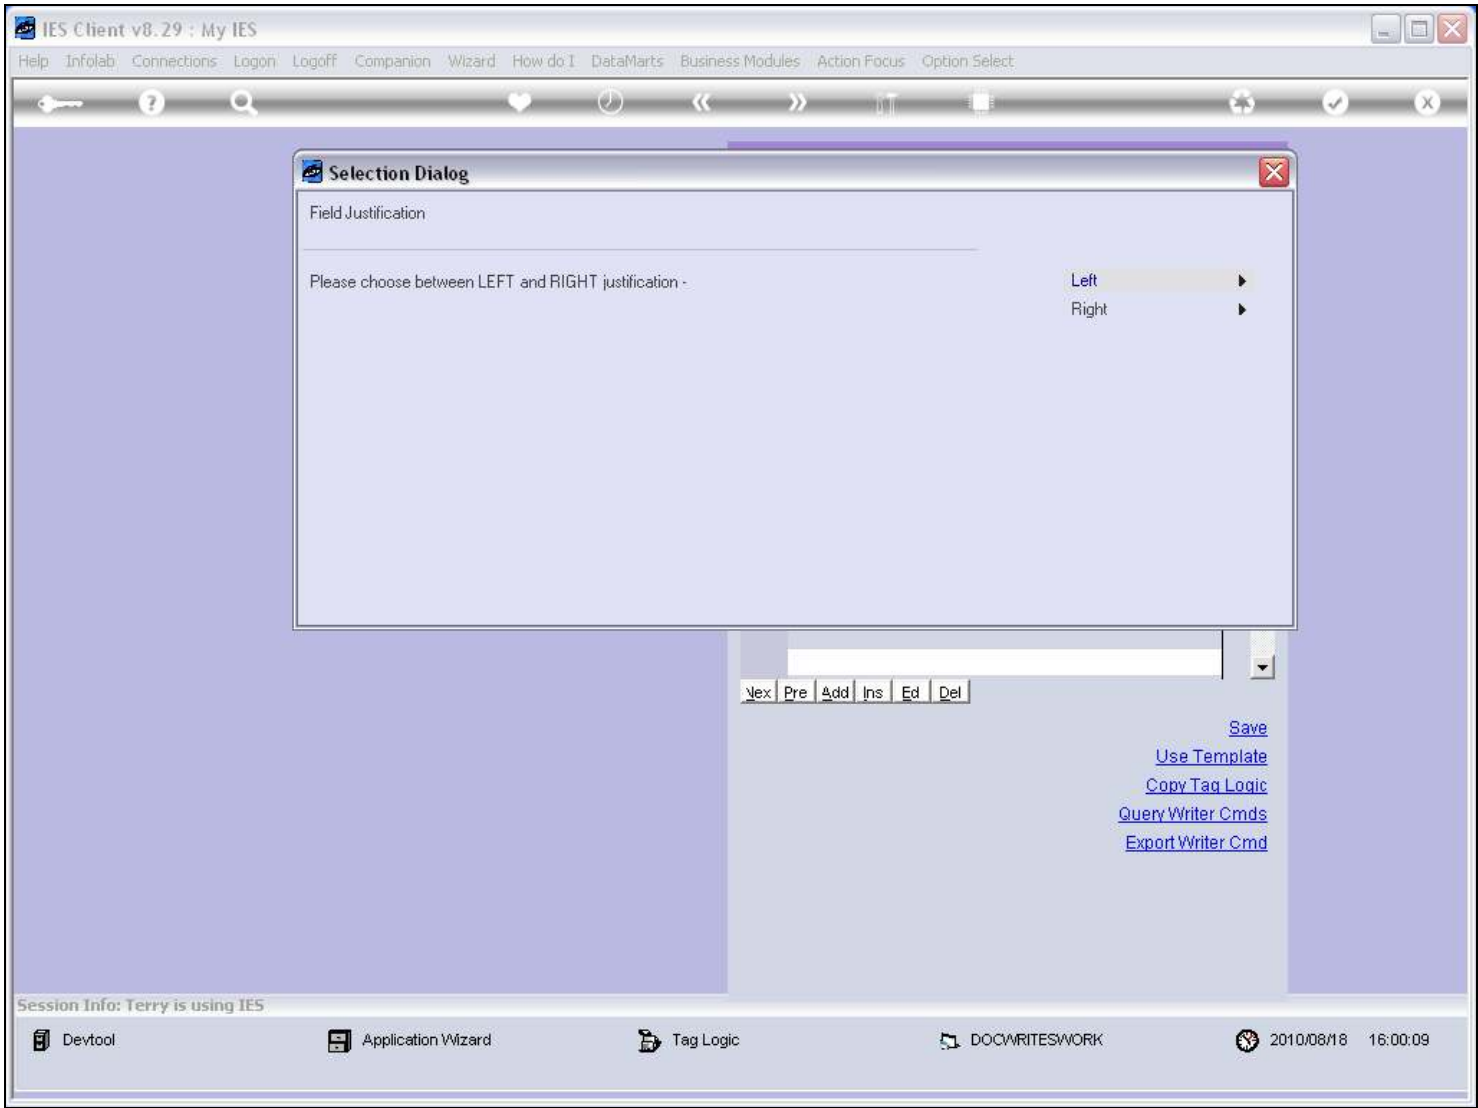 IES Client v8.29 : My IES
Help Infolab Connections Logon Logoff Companion Wizard How do I DataMarts Business Modules Action Focus Option Select
Selection Dialog
Field Justification
Please choose between LEFT and RIGHT justification -
Left
Right
Pre Add Ins Ed Del
Save
Use Template
Copy Tag Logic
Query Writer Cmds
Export Writer Cmd
Session Info: Terry is using IES
Devtool Application Wizard Tag Logic DOCWRITESWORK 2010/08/18 16:00:09